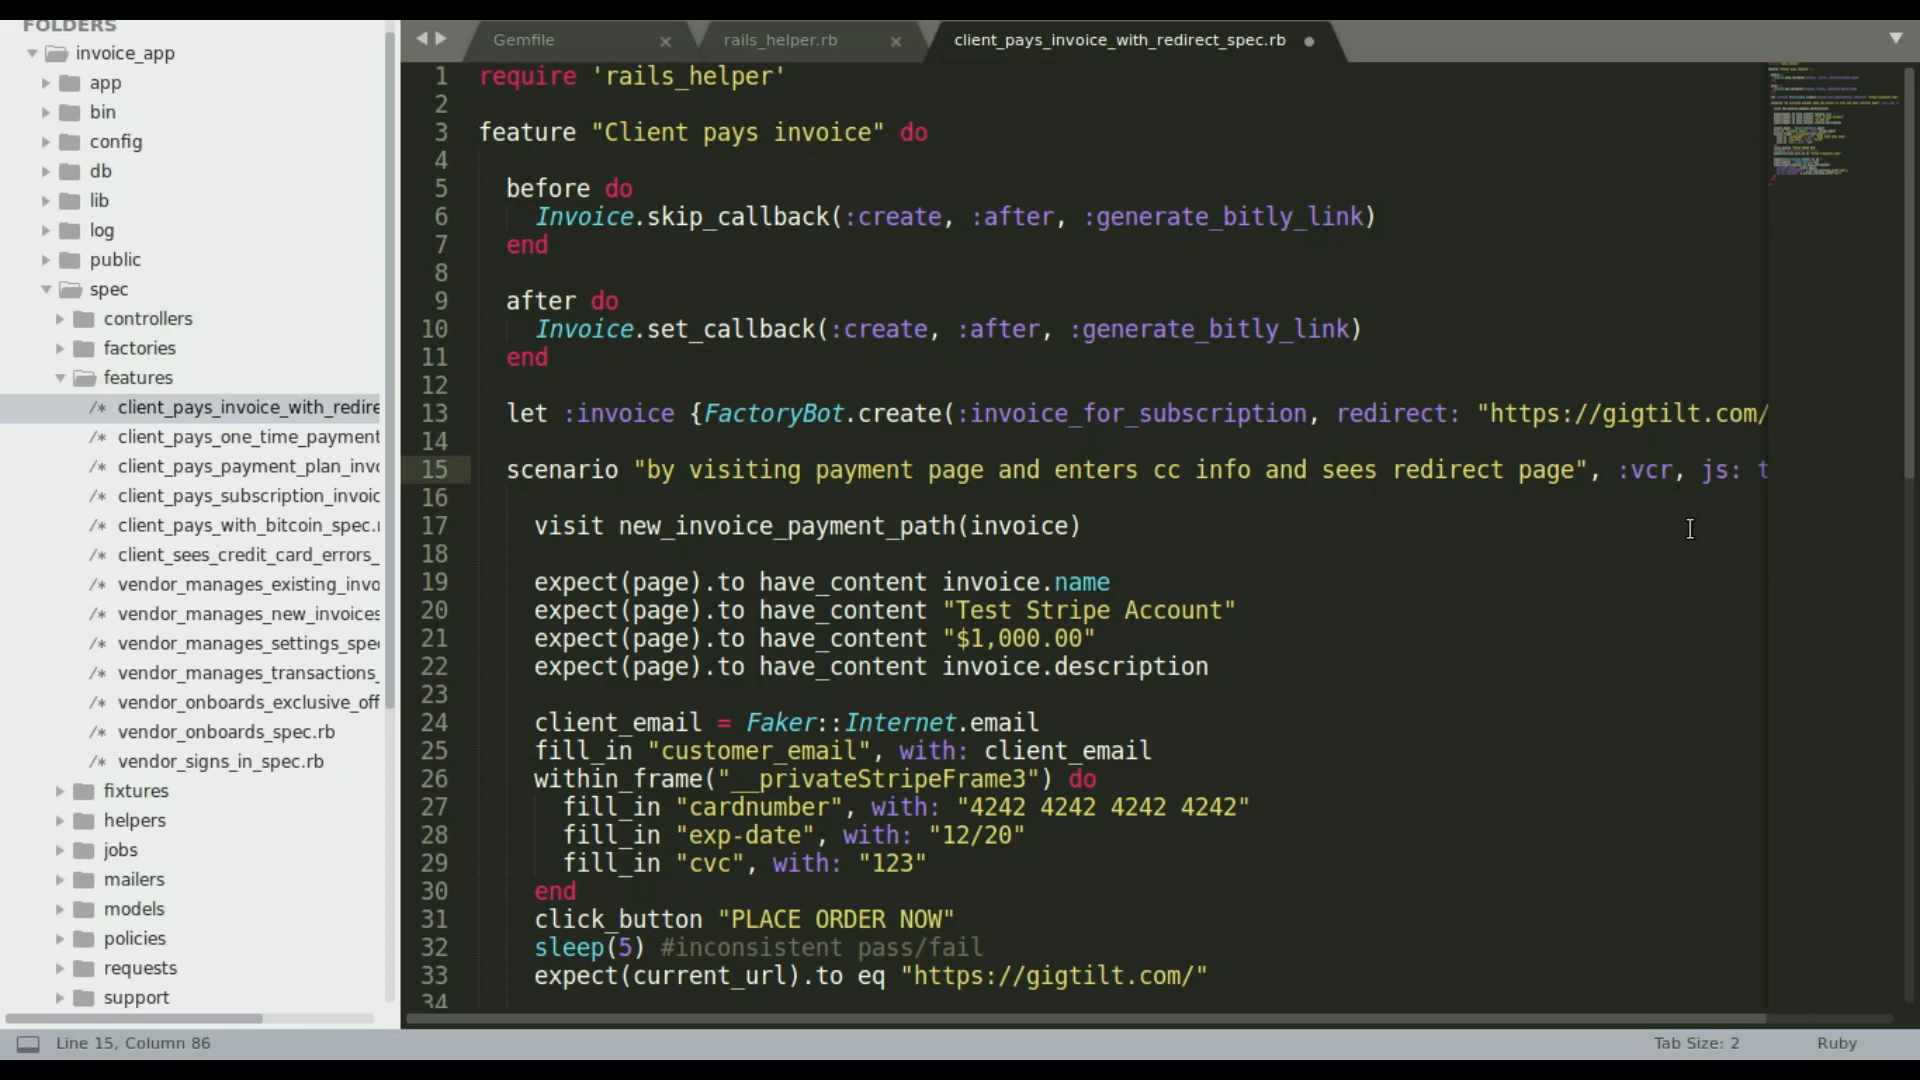 FOLDERS
invoice_app
app
bin
config
db
lib
log
public
spec
controllers
factories
features
/* client_pays_invoice_with_redire
/* client_pays_one_time_payment
/* client_pays_payment_plan_invo
/* client_pays_subscription_invoic
/* client_pays_with_bitcoin_spec.r
/* client_sees_credit_card_errors_
/* vendor_manages_existing_invo
/* vendor_manages_new_invoices
/* vendor_manages_settings_spe
/* vendor_manages_transactions_
/* vendor_onboards_exclusive_off
/* vendor_onboards_spec.rb
/* vendor_signs_in_spec.rb
fixtures
helpers
jobs
mailers
models
policies
requests
support
Gemfile
rails_helper.rb
client_pays_invoice_with_redirect_spec.rb
1 require 'rails_helper'
2
3 feature "Client pays invoice" do
4
5 before do
6 Invoice.skip_callback(:create, :after, :generate_bitly_link)
7 end
8
9 after do
10 Invoice.set_callback(:create, :after, :generate_bitly_link)
11 end
12
13 let :invoice {FactoryBot.create(:invoice_for_subscription, redirect: "https://gigtilt.com/
14
15 scenario "by visiting payment page and enters cc info and sees redirect page", :vcr, js: t
16
17 visit new_invoice_payment_path(invoice)
18
19 expect(page).to have_content invoice.name
20 expect(page).to have_content "Test Stripe Account"
21 expect(page).to have_content "$1,000.00"
22 expect(page).to have_content invoice.description
23
24 client_email = Faker::Internet.email
25 fill_in "customer_email", with: client_email
26 within_frame("__privateStripeFrame3") do
27 fill_in "cardnumber", with: "4242 4242 4242 4242"
28 fill_in "exp-date", with: "12/20"
29 fill_in "cvc", with: "123"
30 end
31 click_button "PLACE ORDER NOW"
32 sleep(5) #inconsistent pass/fail
33 expect(current_url).to eq "https://gigtilt.com/"
34
Line 15, Column 86
Tab Size: 2
Ruby